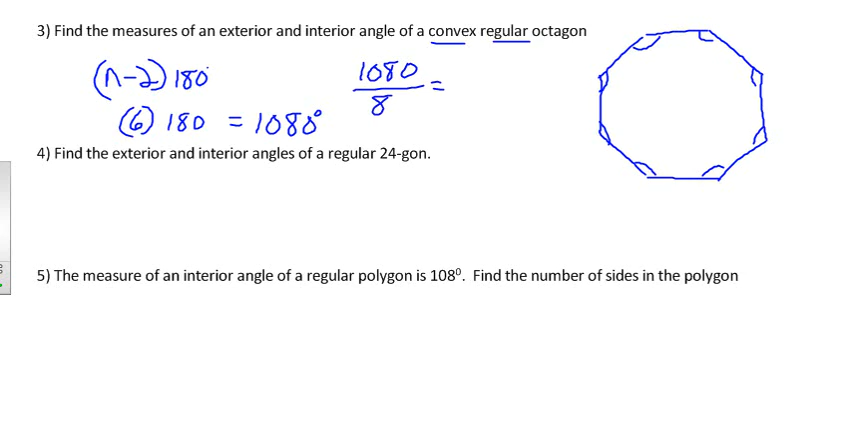 3) Find the measures of an exterior and interior angle of a convex regular octagon
(n-2)180
1080/8 =
(6) 180 = 1080°
4) Find the exterior and interior angles of a regular 24-gon.
5) The measure of an interior angle of a regular polygon is 108⁰. Find the number of sides in the polygon